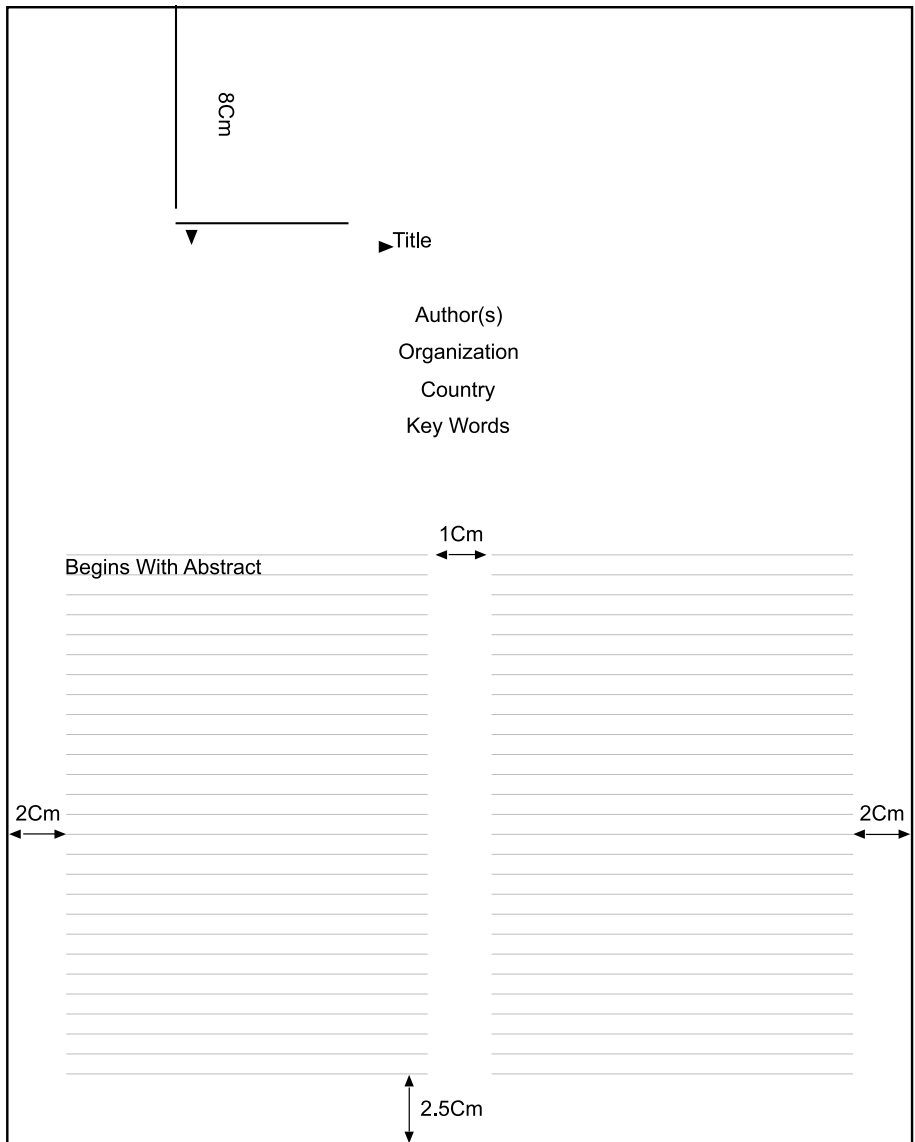 8Cm
Title
Author(s)
Organization
Country
Key Words
1Cm
Begins With Abstract
2Cm
2Cm
2.5Cm